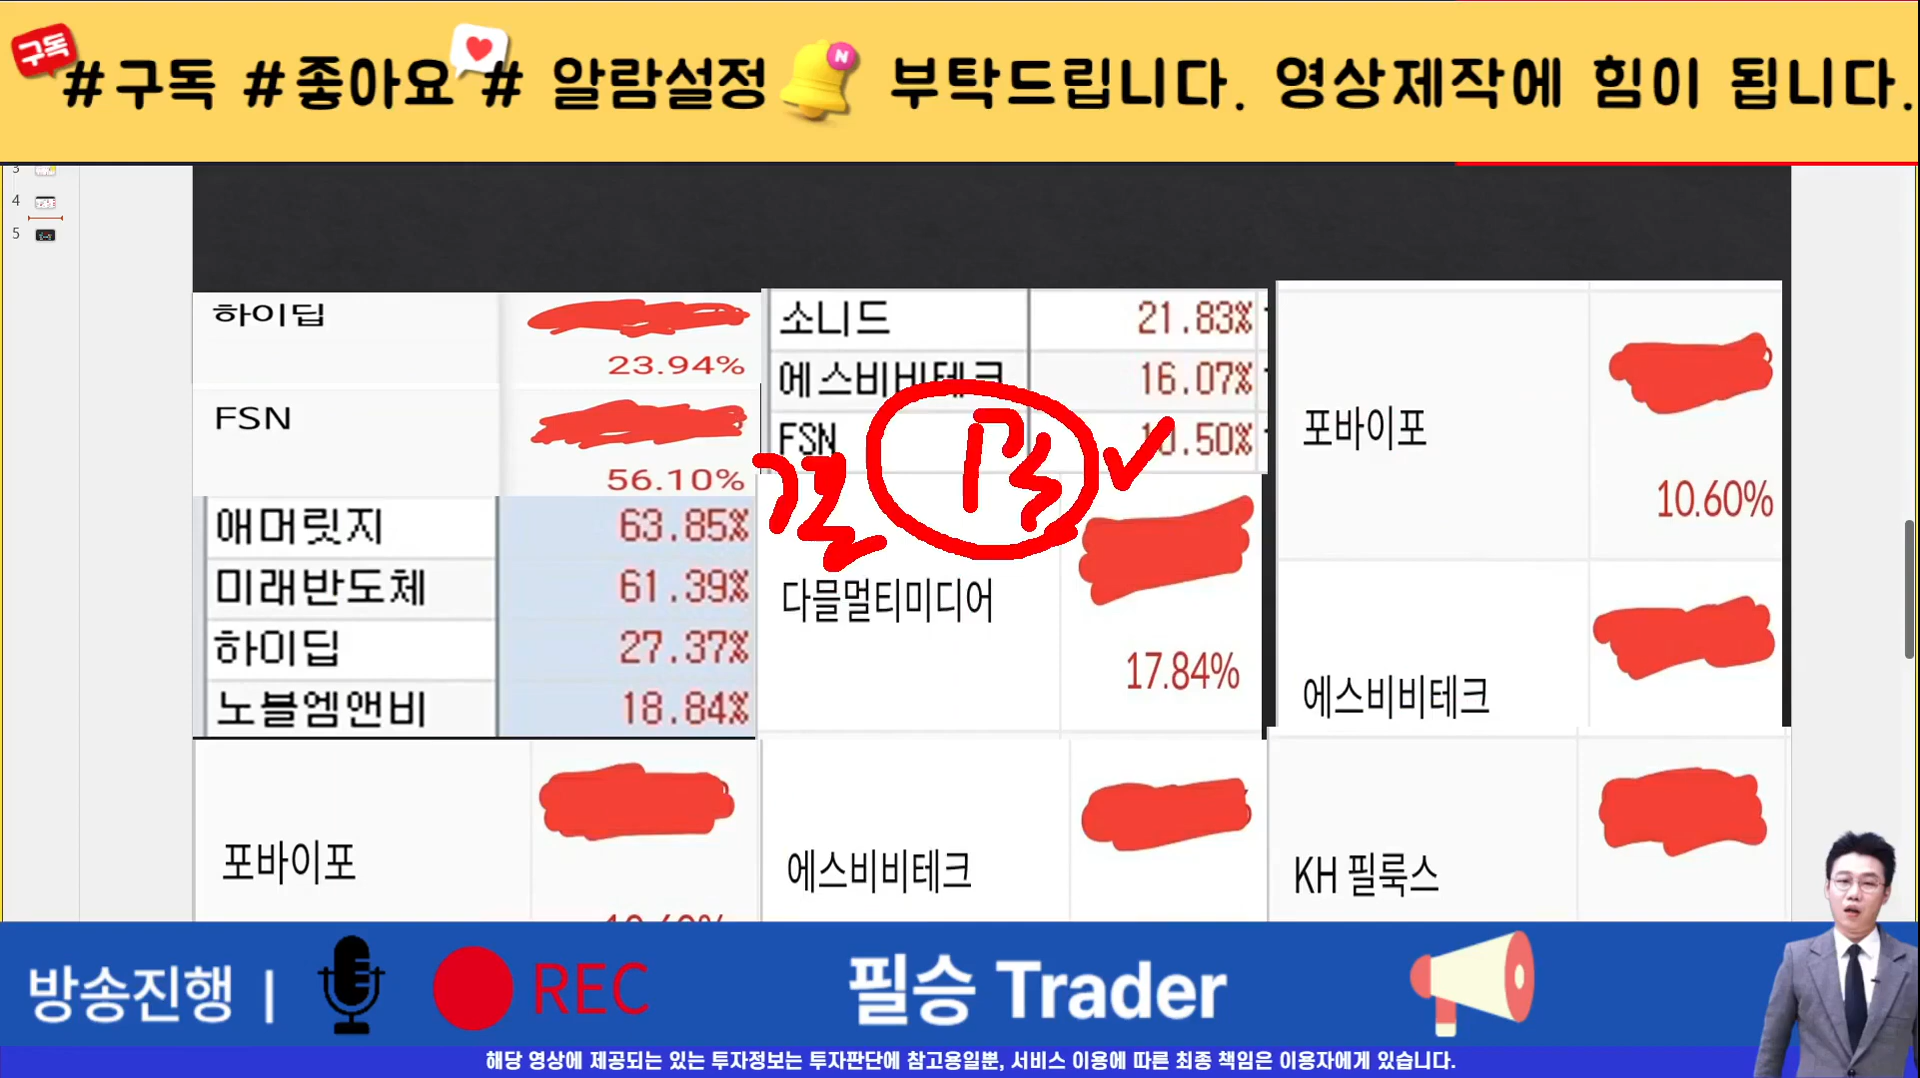 구독
#구독 #좋아요 # 알람설정 N 부탁드립니다. 영상제작에 힘이 됩니다.
3
4
5
하이딥
23.94%
FSN
56.10%
애머릿지 63.85%
미래반도체 61.39%
하이딥 27.37%
노블엠앤비 18.84%
소니드 21.83%
에스비비테크 16.07%
FSN 10.50%
다믈멀티미디어
17.84%
포바이포
10.60%
에스비비테크
포바이포
에스비비테크
KH 필룩스
방송진행 | REC 필승 Trader
해당 영상에 제공되는 있는 투자정보는 투자판단에 참고용일뿐, 서비스 이용에 따른 최종 책임은 이용자에게 있습니다.